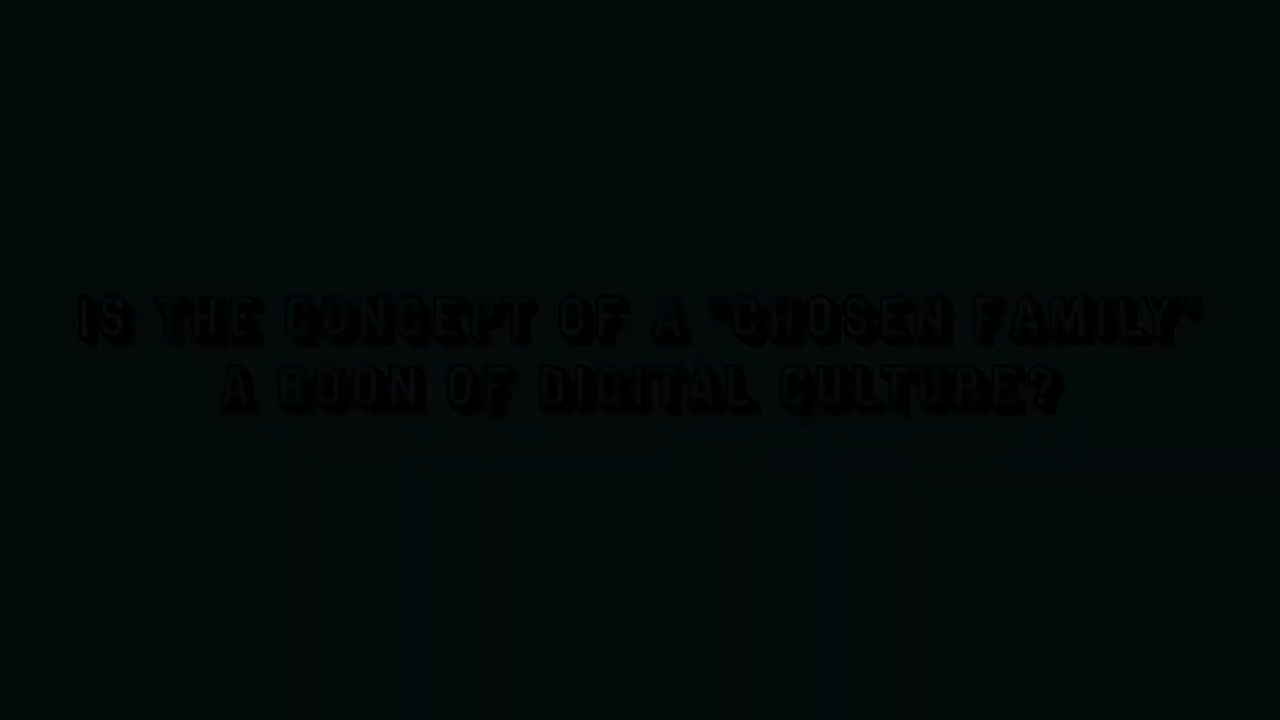 IS THE CONCEPT OF A "CHOSEN FAMILY"
A BOON OF DIGITAL CULTURE?